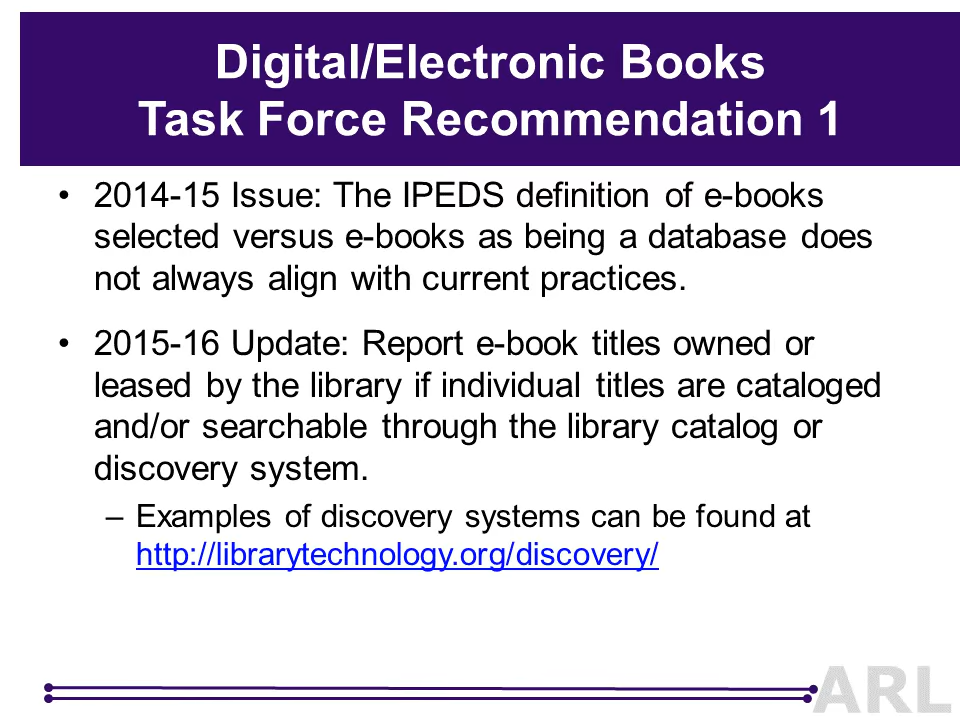 Digital/Electronic Books
Task Force Recommendation 1
• 2014-15 Issue: The IPEDS definition of e-books
selected versus e-books as being a database does
not always align with current practices.
• 2015-16 Update: Report e-book titles owned or
leased by the library if individual titles are cataloged
and/or searchable through the library catalog or
discovery system.
– Examples of discovery systems can be found at
http://librarytechnology.org/discovery/
ARL